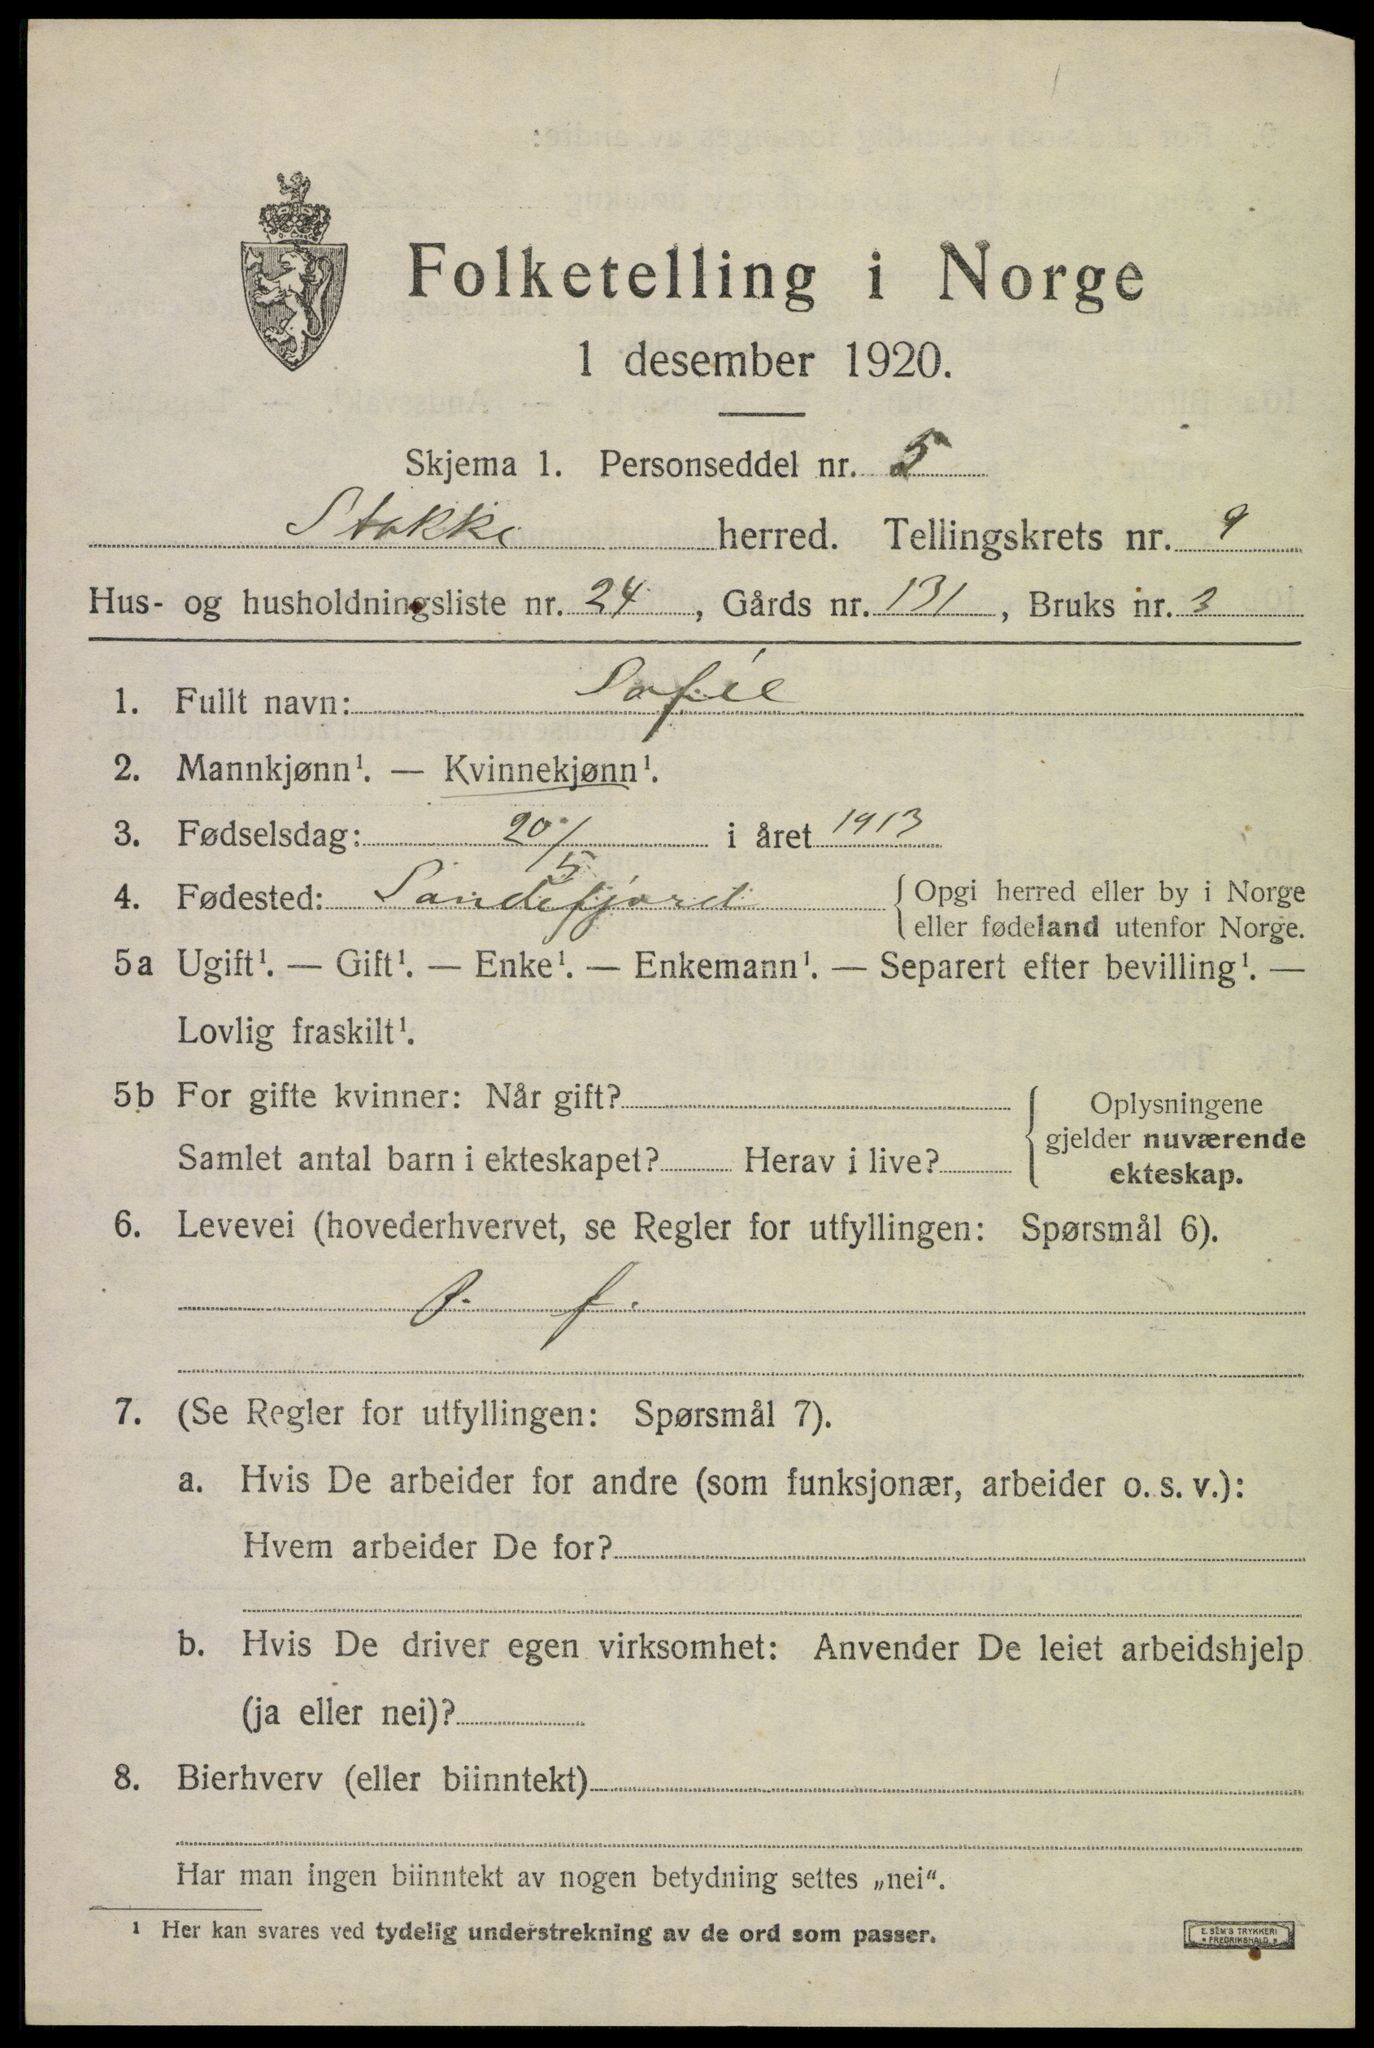 Folketelling i Norge
1 desember 1920.
Skjema 1. Personseddel nr. 5
Stokke herred. Tellingskrets nr. 9
Hus- og husholdningsliste nr. 24, Gårds nr. 131, Bruks nr. 3
1. Fullt navn: Sofie
2. Mannkjønn¹. — Kvinnekjønn¹.
3. Fødselsdag: 20/5 i året 1913
4. Fødested: Sandefjord { Opgi herred eller by i Norge
eller fødeland utenfor Norge.
5a Ugift¹. — Gift¹. — Enke¹. — Enkemann¹. — Separert efter bevilling¹. —
Lovlig fraskilt¹.
5b For gifte kvinner: Når gift? Oplysningene
gjelder nuværende
Samlet antal barn i ekteskapet? Herav i live?
ekteskap.
6. Levevei (hovederhvervet, se Regler for utfyllingen: Spørsmål 6).
f.
7. (Se Regler for utfyllingen: Spørsmål 7).
a. Hvis De arbeider for andre (som funksjonær, arbeider o. s. v.):
Hvem arbeider De for?
b. Hvis De driver egen virksomhet: Anvender De leiet arbeidshjelp
(ja eller nei)?
8. Bierhverv (eller biinntekt)
Har man ingen biinntekt av nogen betydning settes „nei“.
¹ Her kan svares ved tydelig understrekning av de ord som passer.
E. SEM'S TRYKKERI
FREDRIKSHALD